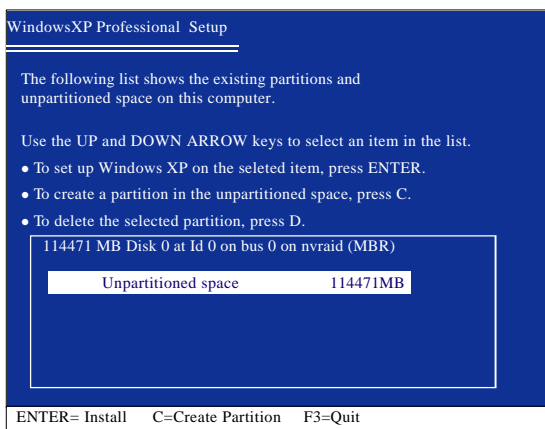 WindowsXP Professional Setup
The following list shows the existing partitions and
unpartitioned space on this computer.
Use the UP and DOWN ARROW keys to select an item in the list.
● To set up Windows XP on the seleted item, press ENTER.
● To create a partition in the unpartitioned space, press C.
● To delete the selected partition, press D.
114471 MB Disk 0 at Id 0 on bus 0 on nvraid (MBR)
Unpartitioned space 114471MB
ENTER= Install C=Create Partition F3=Quit